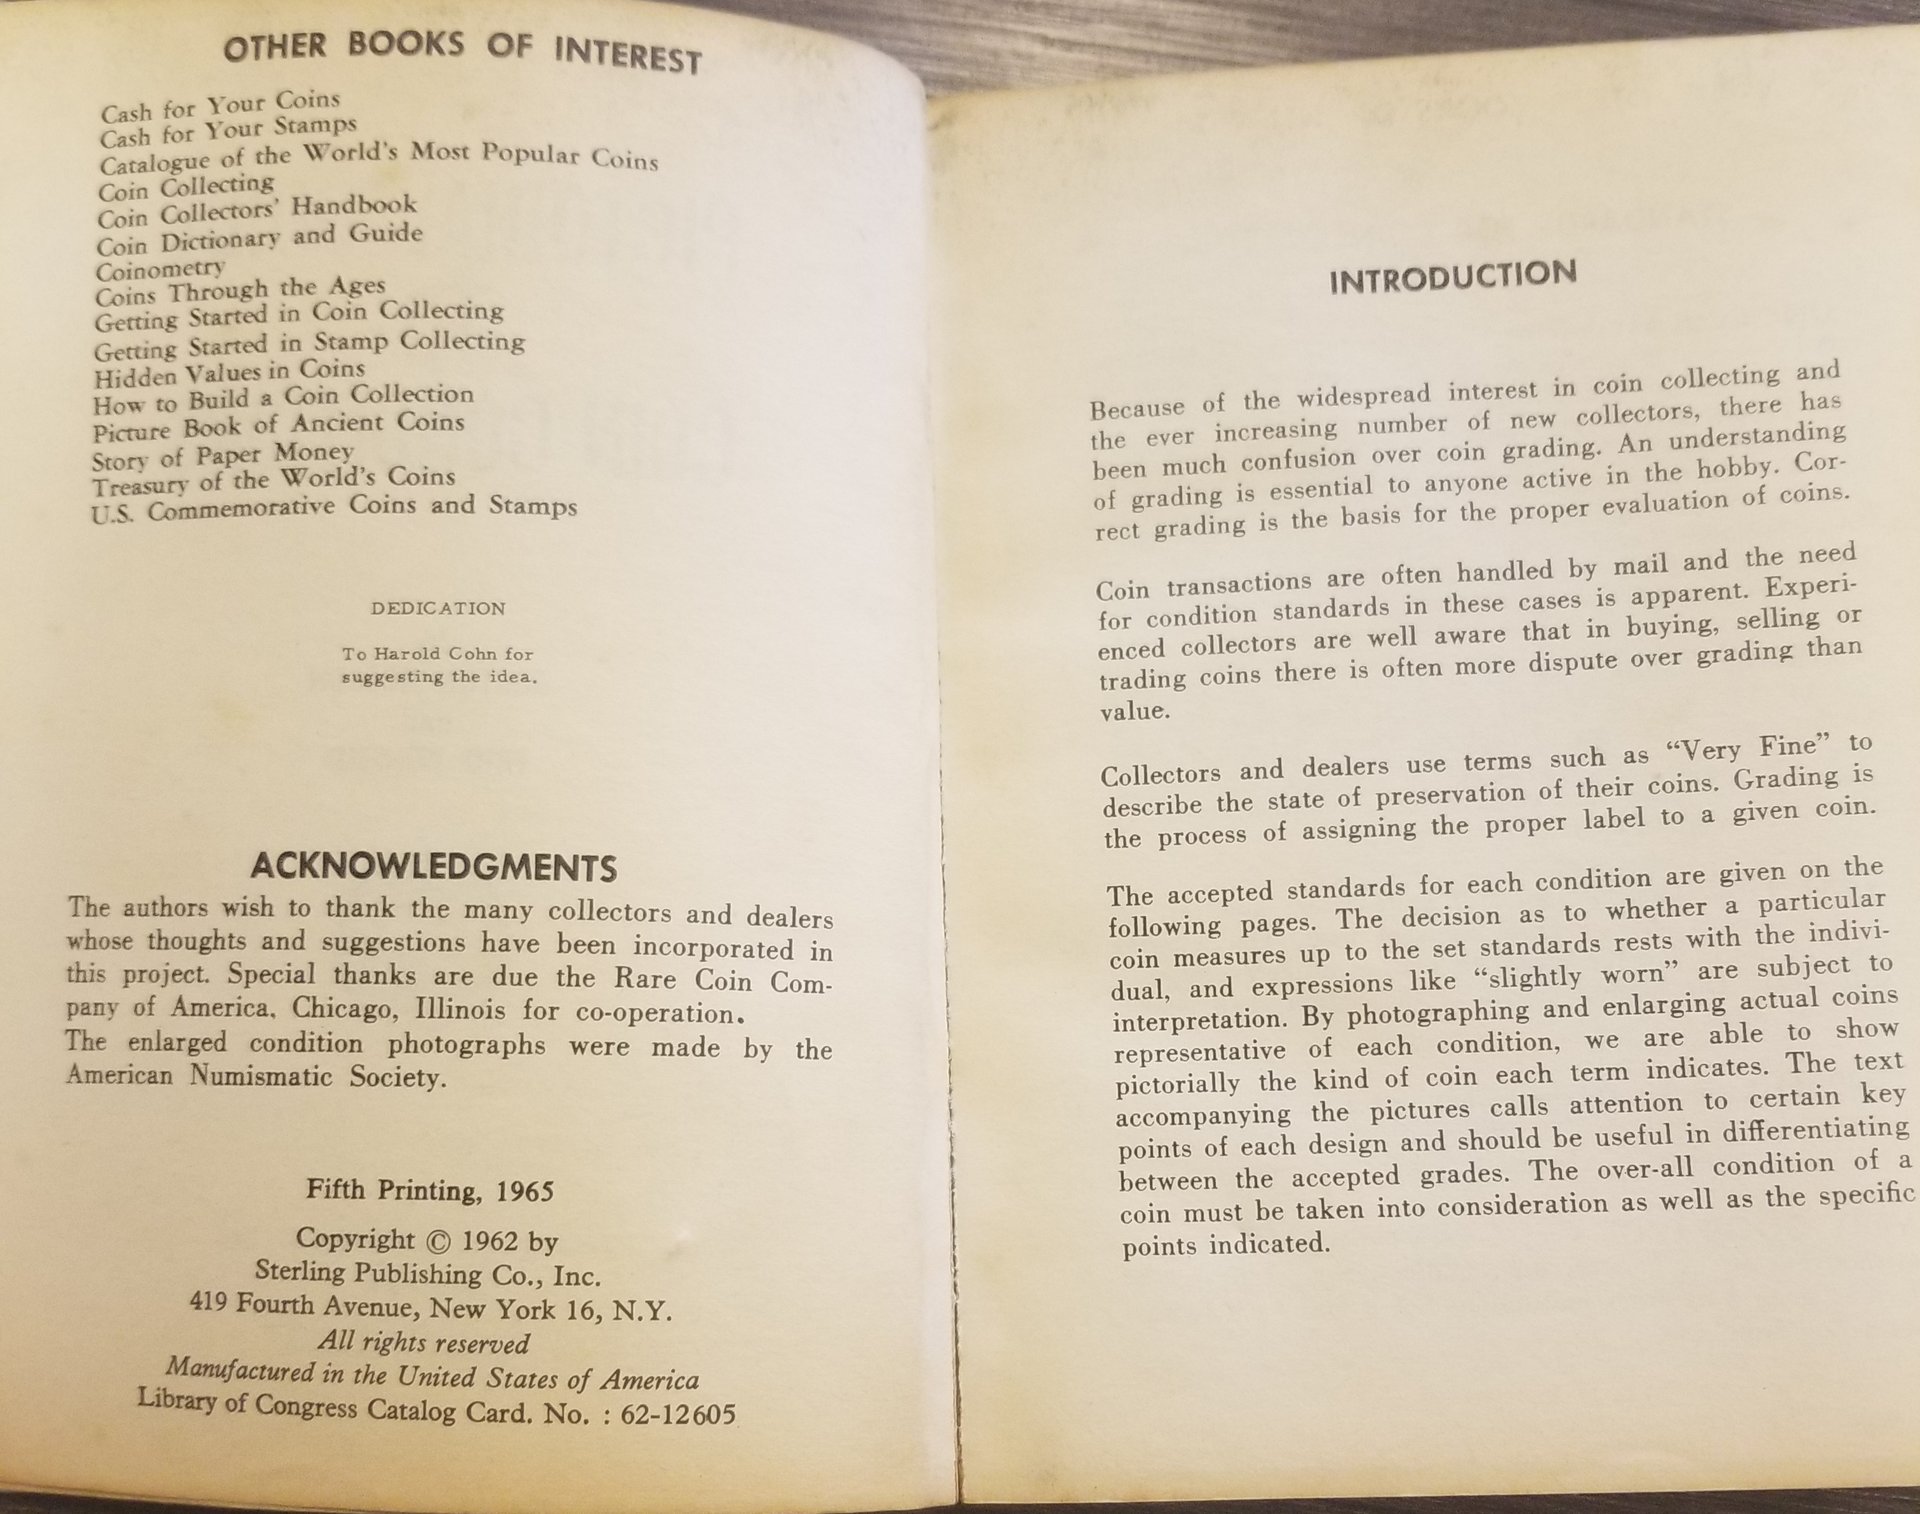 OTHER BOOKS OF INTEREST
Cash for Your Coins
Cash for Your Stamps
Catalogue of the World's Most Popular Coins
Coin Collecting
Coin Collectors' Handbook
Coin Dictionary and Guide
Coinometry
Coins Through the Ages
Getting Started in Coin Collecting
Getting Started in Stamp Collecting
Hidden Values in Coins
How to Build a Coin Collection
Picture Book of Ancient Coins
Story of Paper Money
Treasury of the World's Coins
U.S. Commemorative Coins and Stamps
DEDICATION
To Harold Cohn for
suggesting the idea.
ACKNOWLEDGMENTS
The authors wish to thank the many collectors and dealers
whose thoughts and suggestions have been incorporated in
this project. Special thanks are due the Rare Coin Com-
pany of America, Chicago, Illinois for co-operation.
The enlarged condition photographs were made by the
American Numismatic Society.
Fifth Printing, 1965
Copyright © 1962 by
Sterling Publishing Co., Inc.
419 Fourth Avenue, New York 16, N.Y.
All rights reserved
Manufactured in the United States of America
Library of Congress Catalog Card. No. : 62-12605
INTRODUCTION
Because of the widespread interest in coin collecting and
the ever increasing number of new collectors, there has
been much confusion over coin grading. An understanding
of grading is essential to anyone active in the hobby. Cor-
rect grading is the basis for the proper evaluation of coins.
Coin transactions are often handled by mail and the need
for condition standards in these cases is apparent. Experi-
enced collectors are well aware that in buying, selling or
trading coins there is often more dispute over grading than
value.
Collectors and dealers use terms such as “Very Fine” to
describe the state of preservation of their coins. Grading is
the process of assigning the proper label to a given coin.
The accepted standards for each condition are given on the
following pages. The decision as to whether a particular
coin measures up to the set standards rests with the indivi-
dual, and expressions like “slightly worn” are subject to
interpretation. By photographing and enlarging actual coins
representative of each condition, we are able to show
pictorially the kind of coin each term indicates. The text
accompanying the pictures calls attention to certain key
points of each design and should be useful in differentiating
between the accepted grades. The over-all condition of a
coin must be taken into consideration as well as the specific
points indicated.